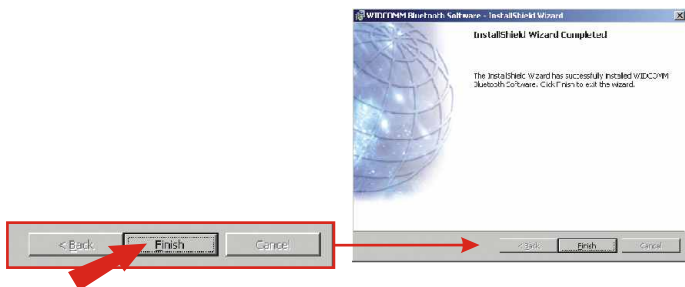 WIDCOMM Bluetooth Software - InstallShield Wizard
InstallShield Wizard Completed
The InstallShield Wizard has successfully installed WIDCOMM
Bluetooth Software. Click Finish to exit the wizard.
< Back Finish Cancel
< Back Finish Cancel